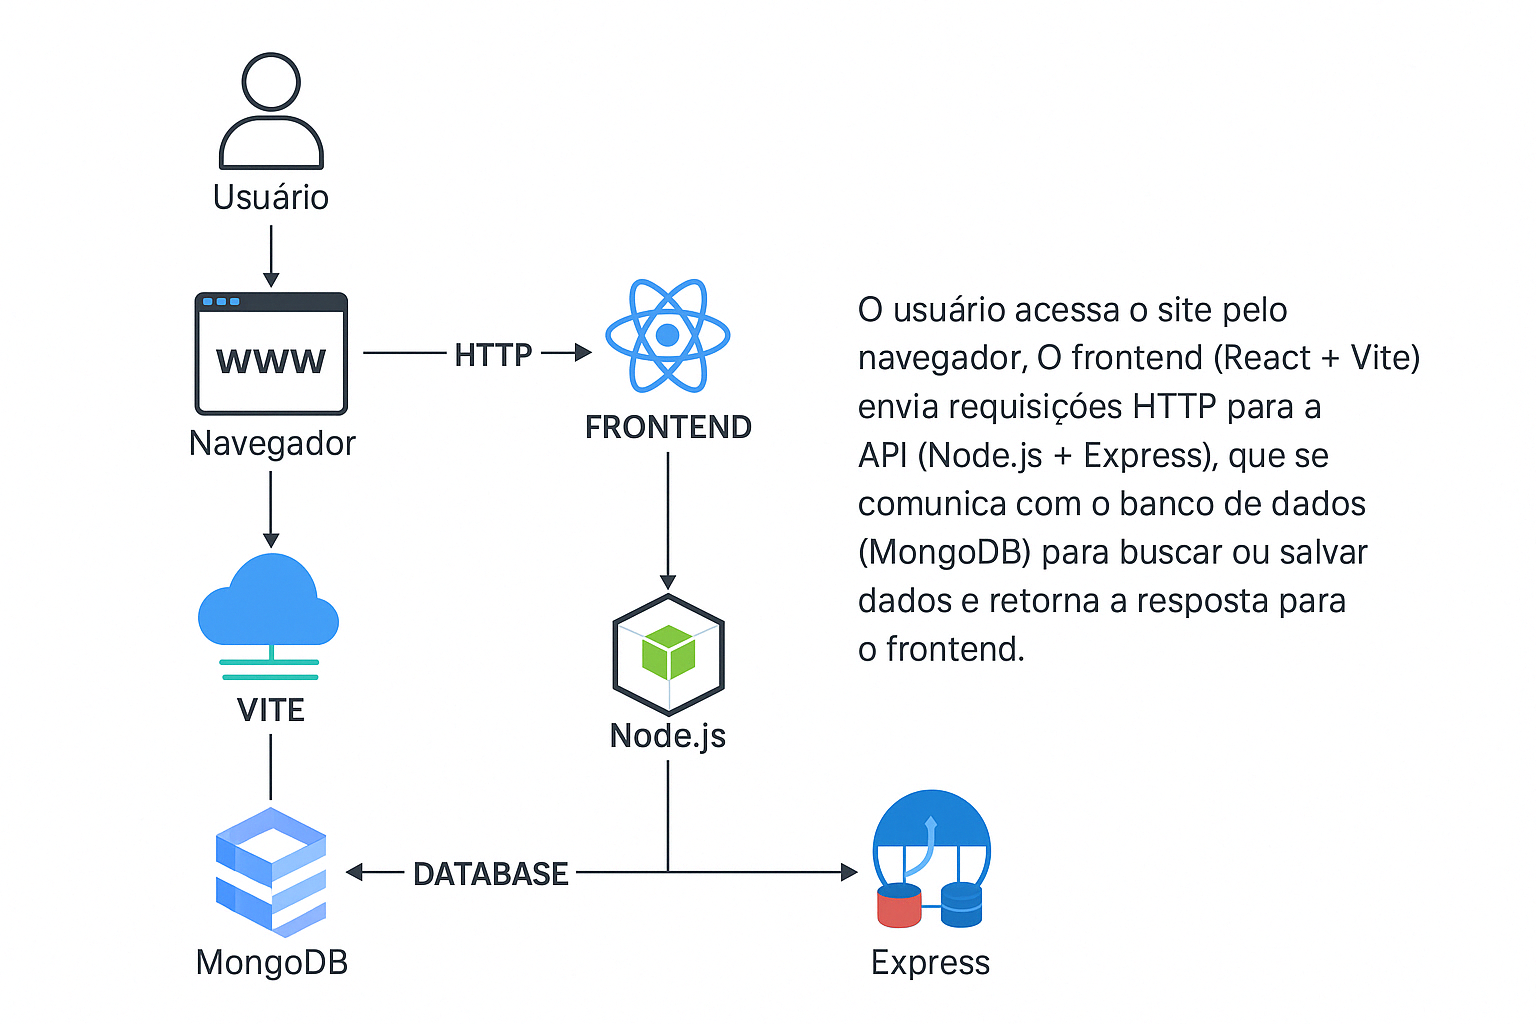 Usuário
WWW
HTTP
Navegador
FRONTEND
O usuário acessa o site pelo
navegador, O frontend (React + Vite)
envia requisiçóes HTTP para a
API (Node.js + Express), que se
comunica com o banco de dados
(MongoDB) para buscar ou salvar
dados e retorna a resposta para
o frontend.
VITE
Node.js
DATABASE
MongoDB
Express